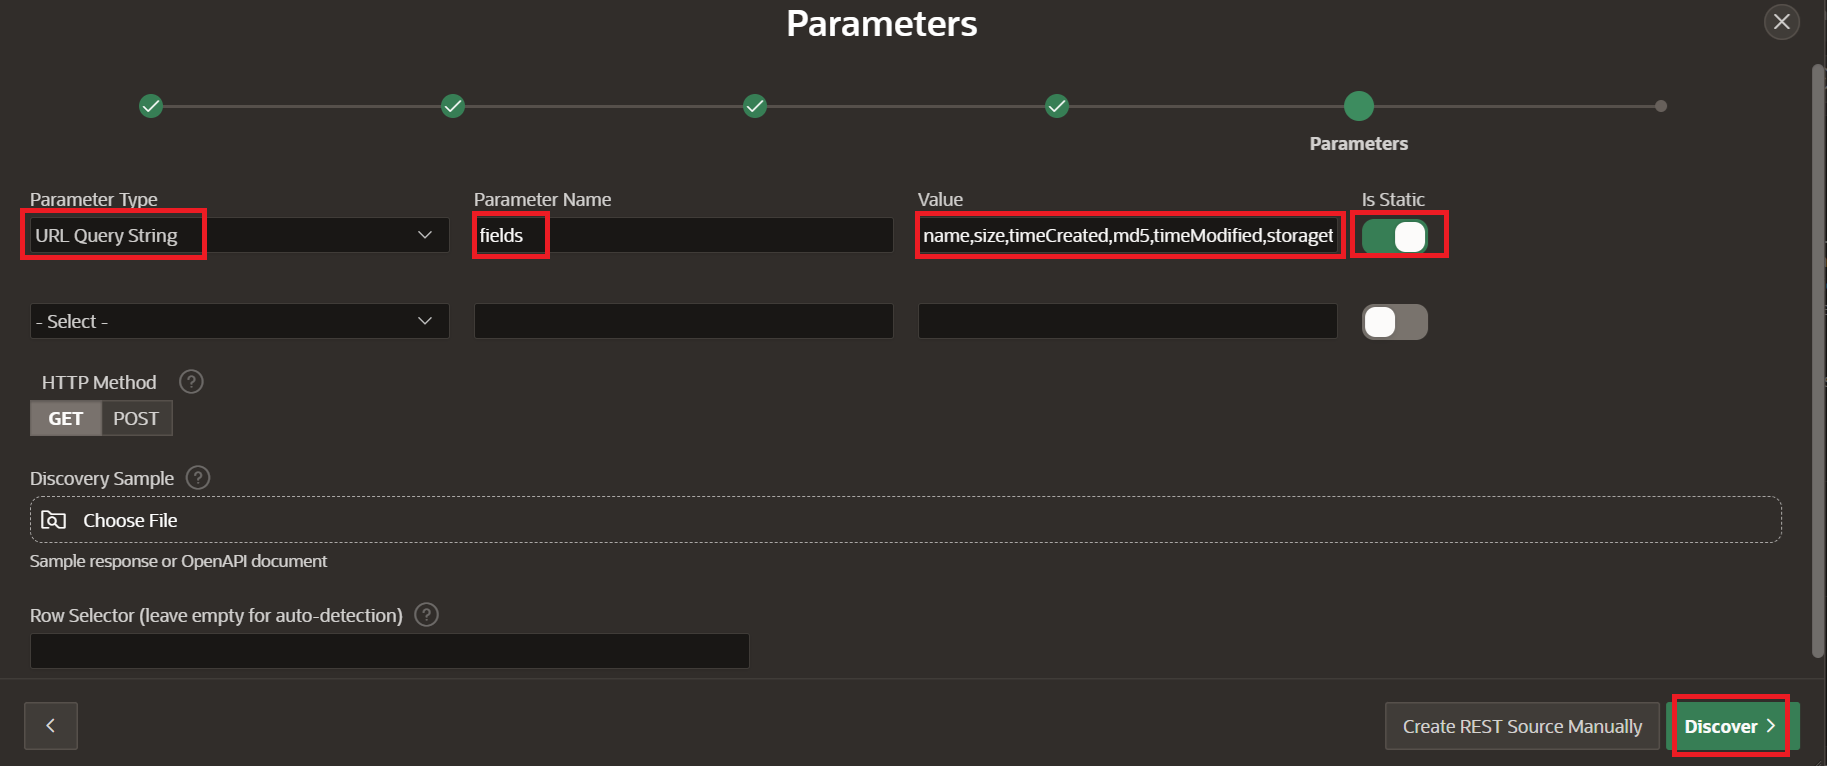 Parameters
Parameters
Parameter Type Parameter Name Value Is Static
URL Query String fields name,size,timeCreated,md5,timeModified,storaget
- Select -
HTTP Method ?
GET POST
Discovery Sample ?
Choose File
Sample response or OpenAPI document
Row Selector (leave empty for auto-detection) ?
Create REST Source Manually Discover